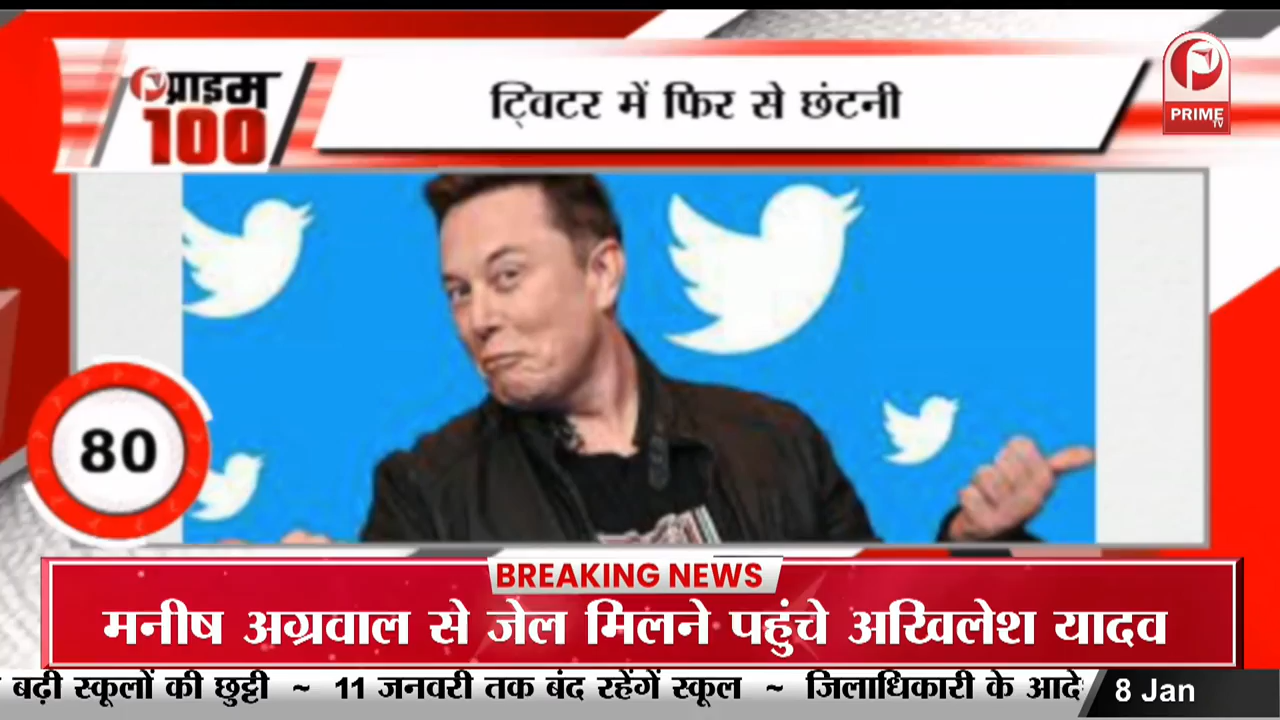 प्राइम
100
ट्विटर में फिर से छंटनी
PRIME
TV
80
BREAKING NEWS
मनीष अग्रवाल से जेल मिलने पहुंचे अखिलेश यादव
बढ़ी स्कूलों की छुट्टी ~ 11 जनवरी तक बंद रहेंगें स्कूल ~ जिलाधिकारी के आदे
8 Jan